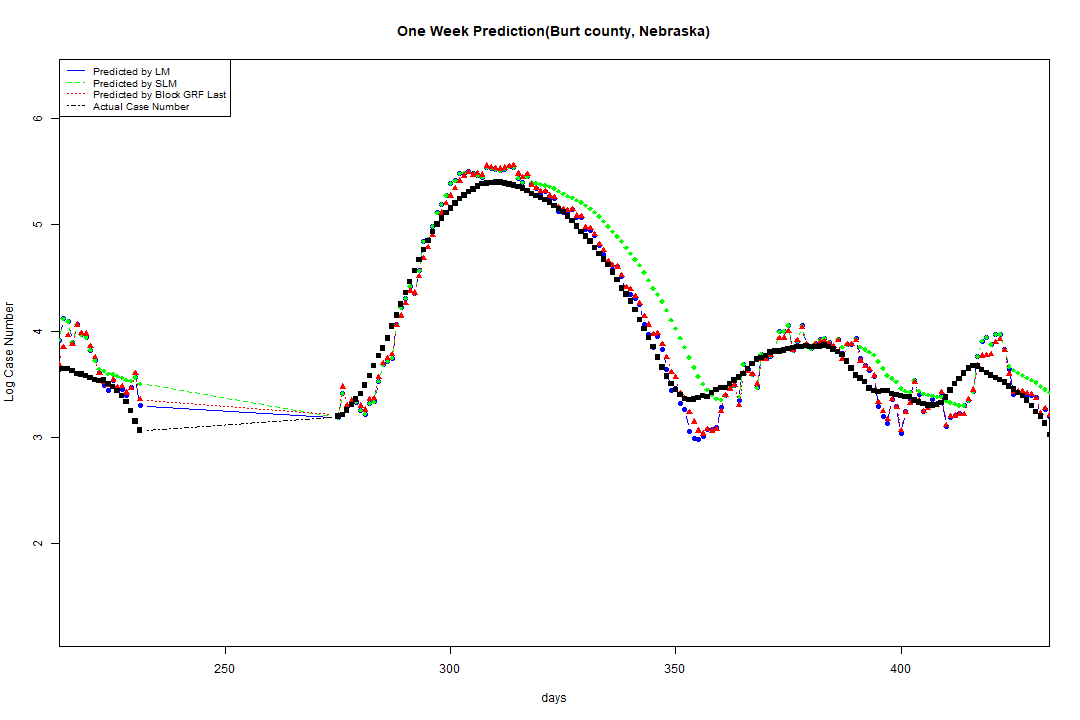 One Week Prediction(Burt county, Nebraska)
Predicted by LM
Predicted by SLM
Predicted by Block GRF Last
Actual Case Number
6
5
4
3
2
Log Case Number
250 300 350 400
days